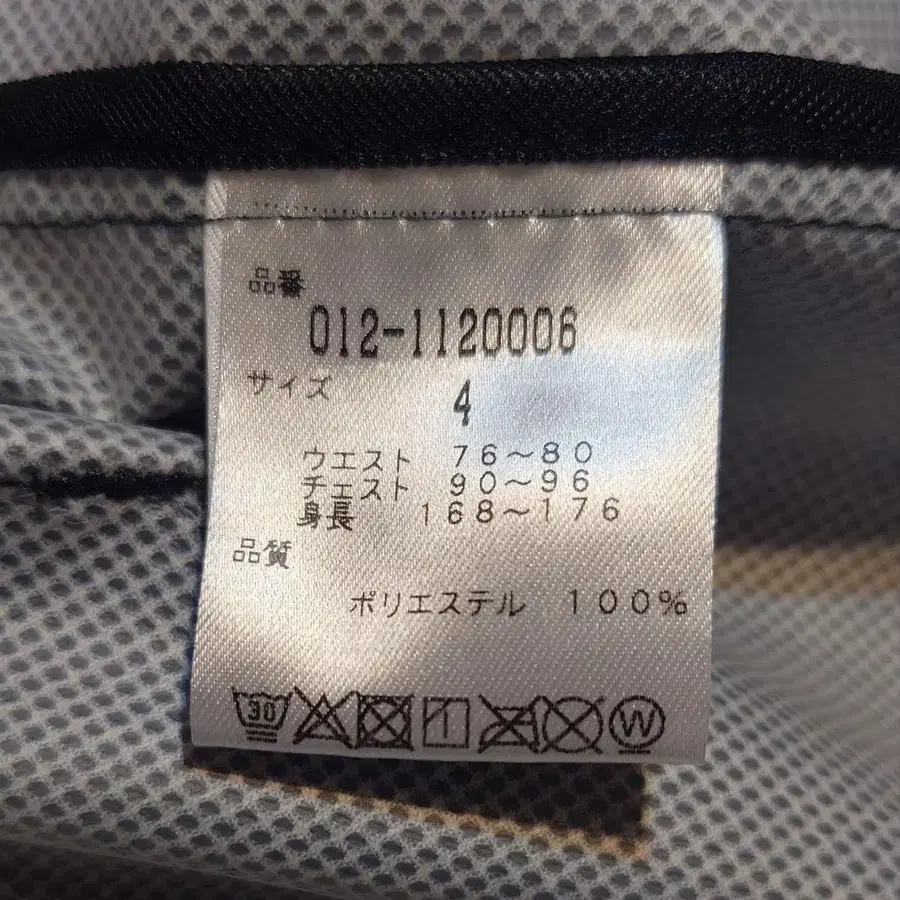 品番
012-1120006
サイズ 4
ウエスト 76～80
チェスト 90～96
身長 168～176
品質
ポリエステル 100%
30 W